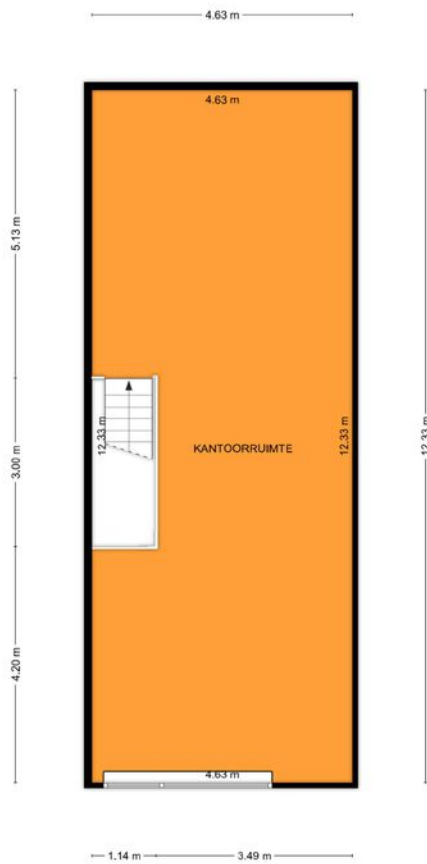 4.63 m
4.63 m
5.13 m
12.33 m
3.00 m
KANTOORRUIMTE
12.33 m
12.33 m
4.20 m
4.63 m
1.14 m
3.49 m